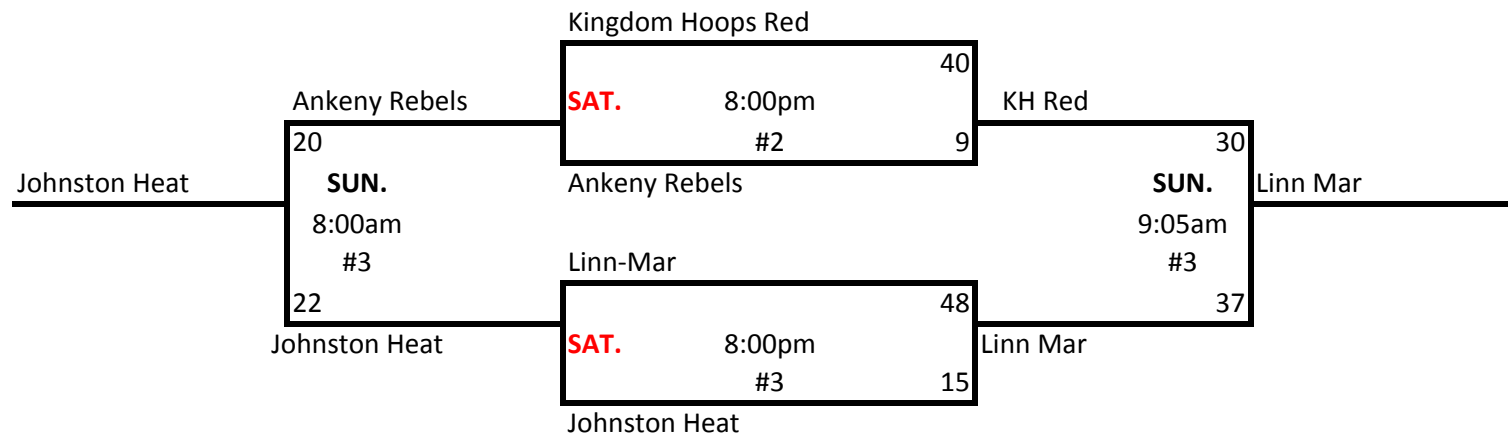 Kingdom Hoops Red
40
Ankeny Rebels SAT. 8:00pm KH Red
20 #2 9 30
Johnston Heat SUN. Ankeny Rebels SUN. Linn Mar
8:00am 9:05am
#3 Linn-Mar #3
22 48 37
Johnston Heat SAT. 8:00pm Linn Mar
#3 15
Johnston Heat